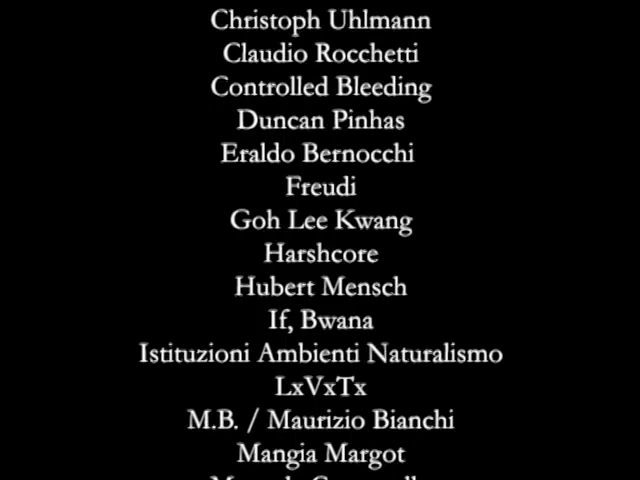 Christoph Uhlmann
Claudio Rocchetti
Controlled Bleeding
Duncan Pinhas
Eraldo Bernocchi
Freudi
Goh Lee Kwang
Harshcore
Hubert Mensch
If, Bwana
Istituzioni Ambienti Naturalismo
LxVxTx
M.B. / Maurizio Bianchi
Mangia Margot